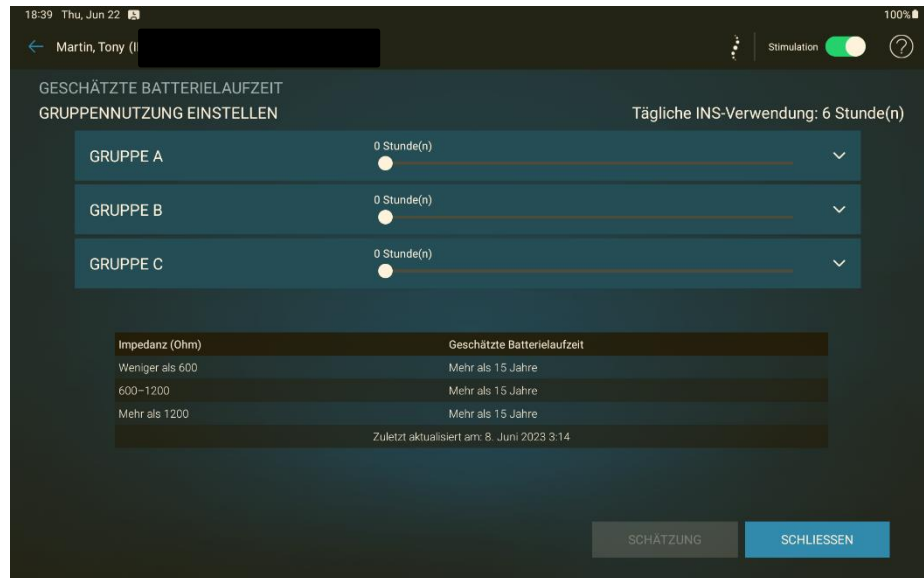 18:39 Thu, Jun 22 100%
Martin, Tony Stimulation
GESCHÄTZTE BATTERIELAUFZEIT
GRUPPENNUTZUNG EINSTELLEN Tägliche INS-Verwendung: 6 Stunde(n)
0 Stunde(n)
GRUPPE A
0 Stunde(n)
GRUPPE B
0 Stunde(n)
GRUPPE C
Impedanz (Ohm) Geschätzte Batterielaufzeit
Weniger als 600 Mehr als 15 Jahre
600–1200 Mehr als 15 Jahre
Mehr als 1200 Mehr als 15 Jahre
Zuletzt aktualisiert am: 8. Juni 2023 3:14
SCHÄTZUNG SCHLIESSEN